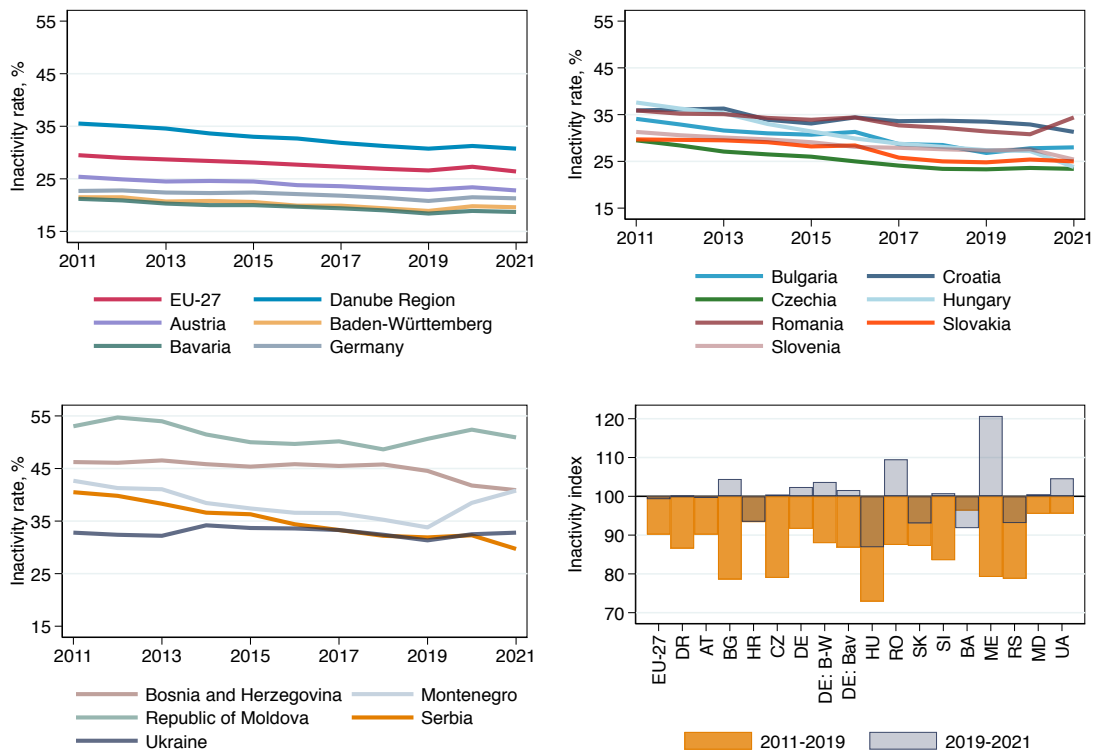 Inactivity rate, %
55
45
35
25
15
2011 2013 2015 2017 2019 2021
EU-27 Danube Region
Austria Baden-Württemberg
Bavaria Germany
Inactivity rate, %
55
45
35
25
15
2011 2013 2015 2017 2019 2021
Bulgaria Croatia
Czechia Hungary
Romania Slovakia
Slovenia
Inactivity rate, %
55
45
35
25
15
2011 2013 2015 2017 2019 2021
Bosnia and Herzegovina Montenegro
Republic of Moldova Serbia
Ukraine
Inactivity index
120
110
100
90
80
70
EU-27 DR AT BG HR CZ DE DE: B-W DE: Bav HU RO SK SI BA ME RS MD UA
2011-2019 2019-2021